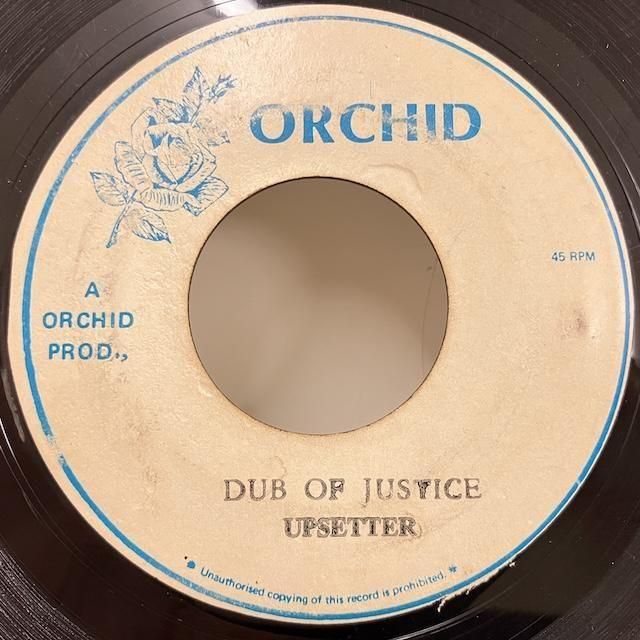 ORCHID
45 RPM
A
ORCHID
PROD.,
DUB OF JUSTICE
UPSETTER
* Unauthorised copying of this record is prohibited. *